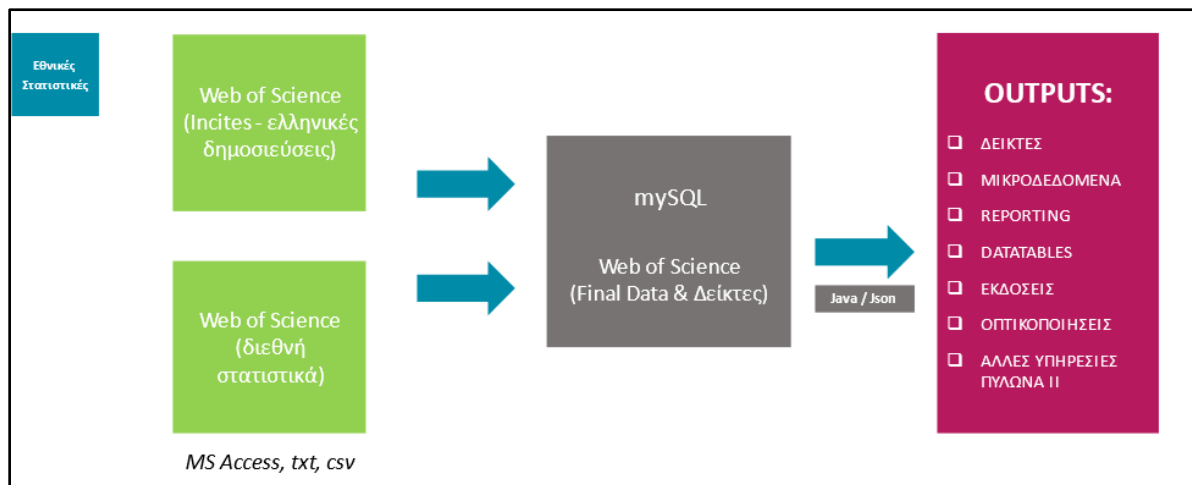 Εθνικές
Στατιστικές
Web of Science
(Incites - ελληνικές
δημοσιεύσεις)
Web of Science
(διεθνή
στατιστικά)
MS Access, txt, csv
mySQL
Web of Science
(Final Data & Δείκτες)
Java / Json
OUTPUTS:
ΔΕΙΚΤΕΣ
ΜΙΚΡΟΔΕΔΟΜΕΝΑ
REPORTING
DATATABLES
ΕΚΔΟΣΕΙΣ
ΟΠΤΙΚΟΠΟΙΗΣΕΙΣ
ΑΛΛΕΣ ΥΠΗΡΕΣΙΕΣ
ΠΥΛΩΝΑ ΙΙ